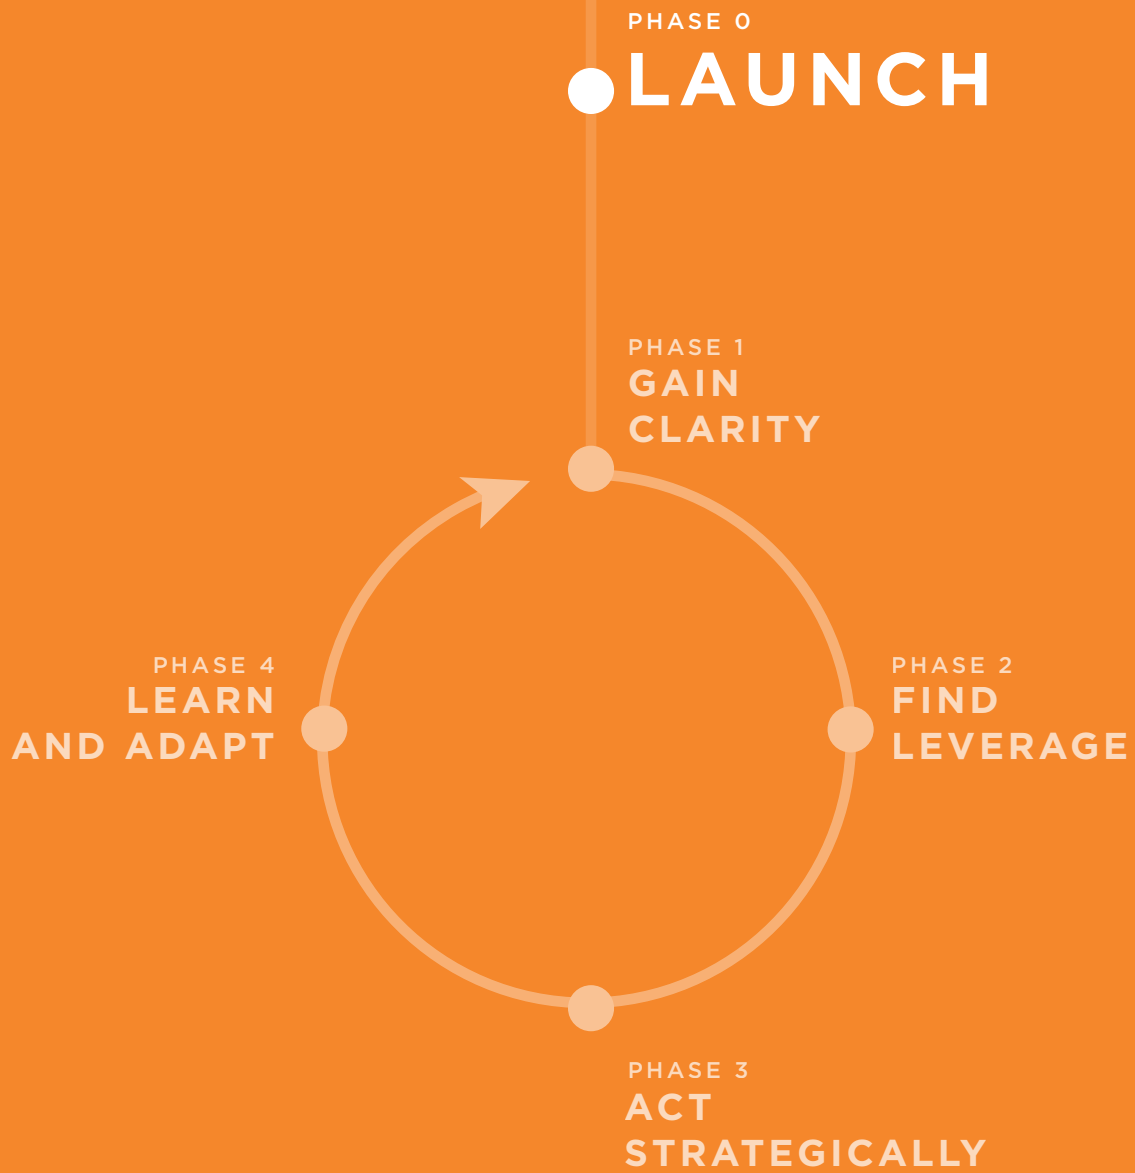 PHASE 0
LAUNCH
PHASE 1
GAIN
CLARITY
PHASE 2
FIND
LEVERAGE
PHASE 3
ACT
STRATEGICALLY
PHASE 4
LEARN
AND ADAPT